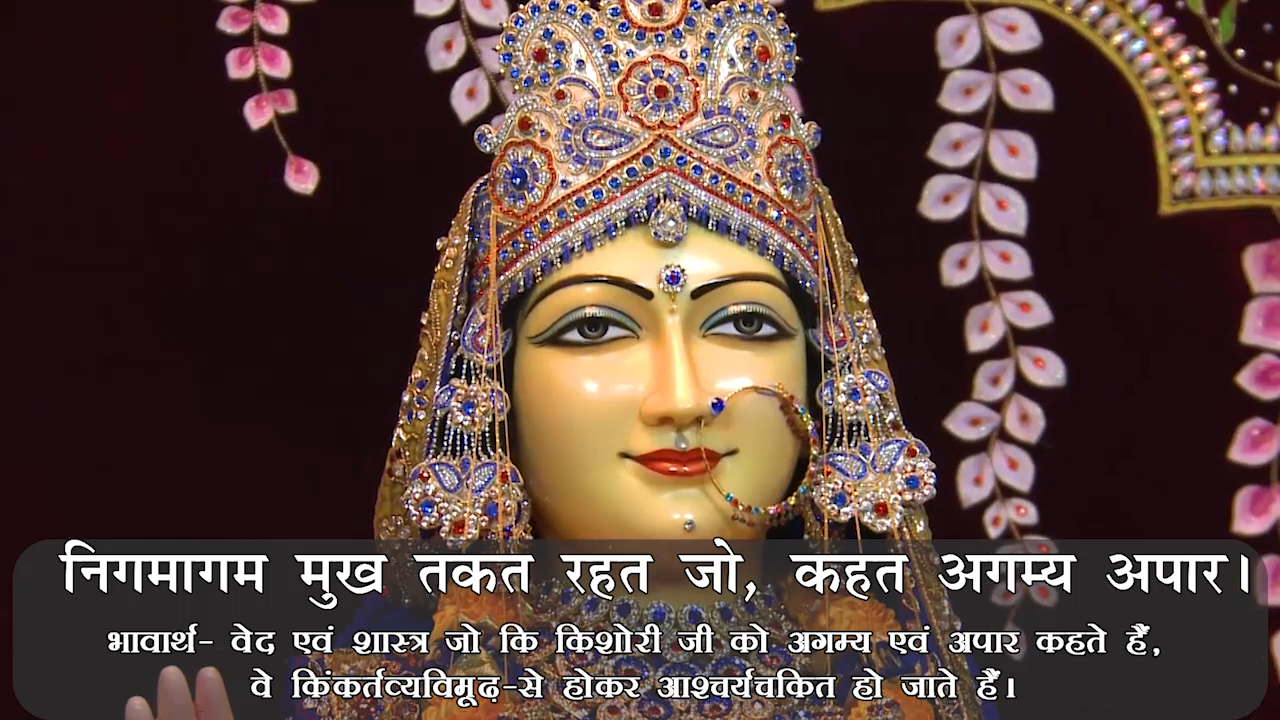 निगमागम मुख तकत रहत जो, कहत अगम्य अपार।
भावार्थ- वेद एवं शास्त्र जो कि किशोरी जी को अगम्य एवं अपार कहते हैं,
वे किंकर्तव्यविमूढ़-से होकर आश्चर्यचकित हो जाते हैं।